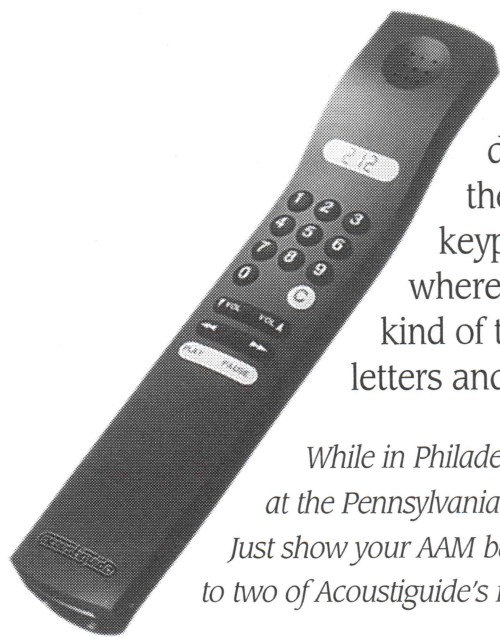 212
1 2 3
4 5 6
7 8 9
0 C
VOL VOL
PLAY PAUSE
acoustiguide
d
the
keyp
where
kind of t
letters and
While in Philade
at the Pennsylvania
Just show your AAM b
to two of Acoustiguide's